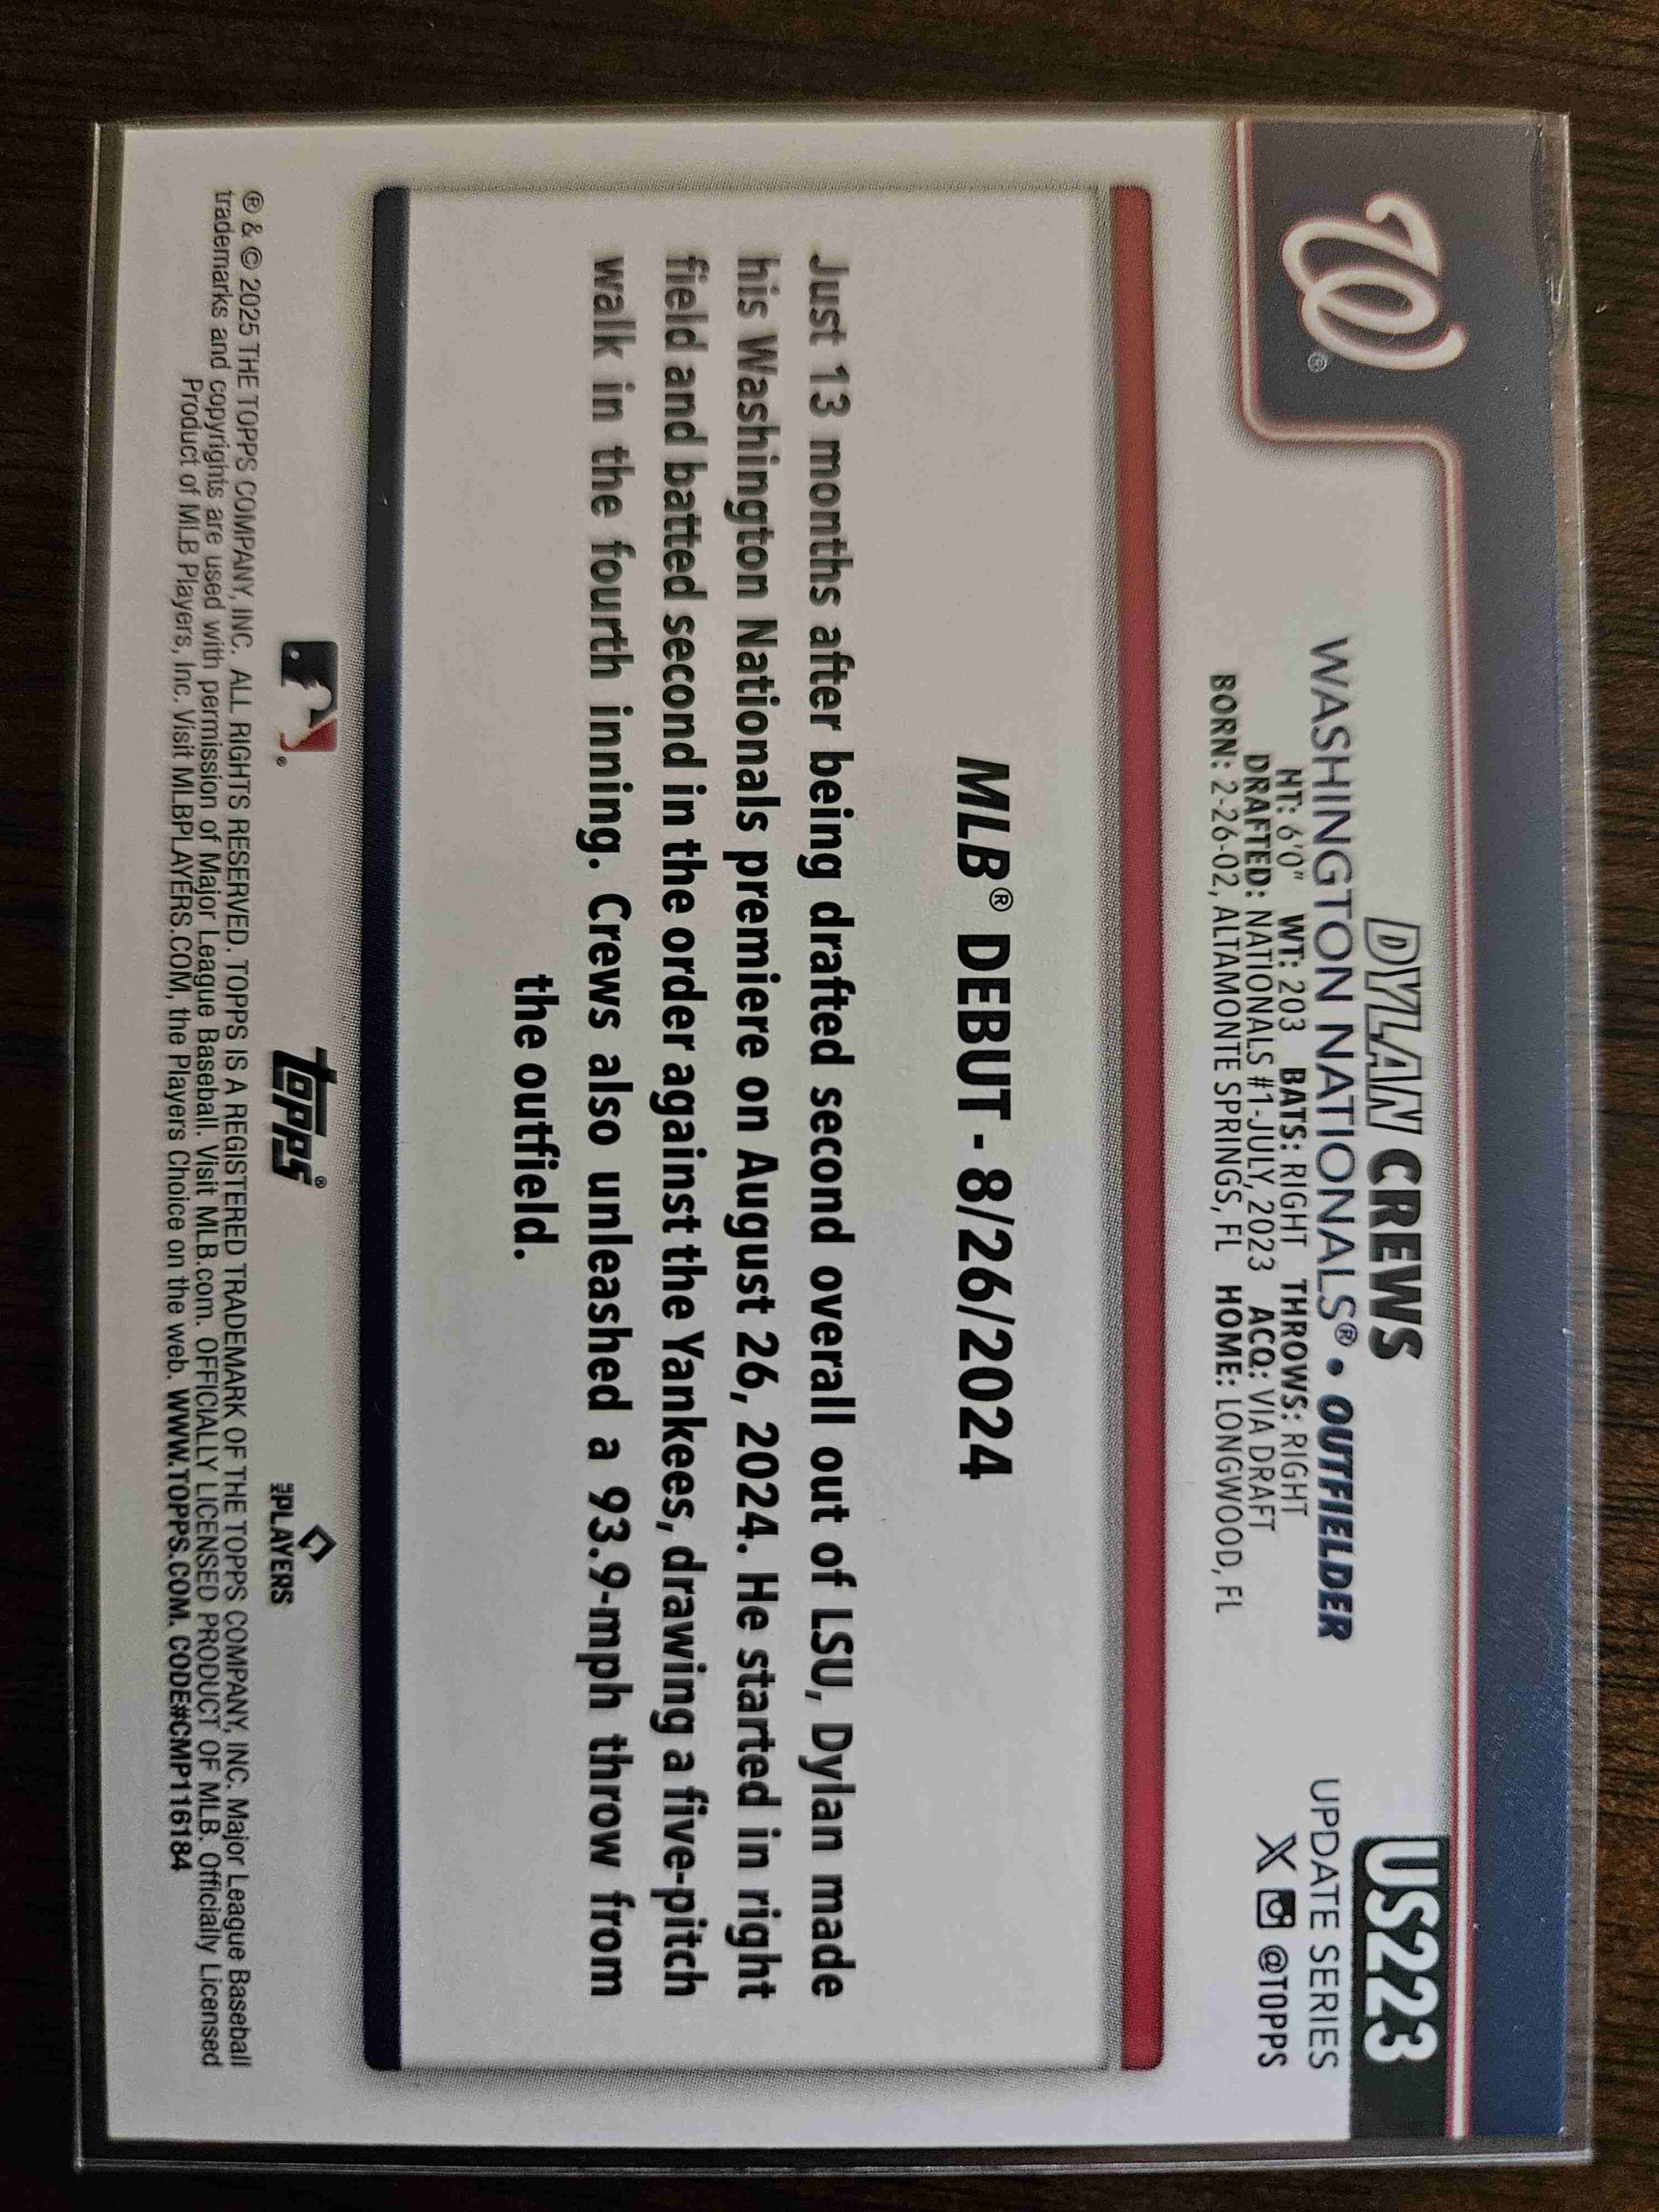 W®
DYLAN CREWS
WASHINGTON NATIONALS® • OUTFIELDER
HT: 6'0" WT: 203 BATS: RIGHT THROWS: RIGHT
DRAFTED: NATIONALS #1-JULY, 2023 ACQ: VIA DRAFT
BORN: 2-26-02, ALTAMONTE SPRINGS, FL HOME: LONGWOOD, FL
US223
UPDATE SERIES
X @TOPPS
MLB® DEBUT - 8/26/2024
Just 13 months after being drafted second overall out of LSU, Dylan made
his Washington Nationals premiere on August 26, 2024. He started in right
field and batted second in the order against the Yankees, drawing a five-pitch
walk in the fourth inning. Crews also unleashed a 93.9-mph throw from
the outfield.
topps®
THE PLAYERS
® & © 2025 THE TOPPS COMPANY, INC. ALL RIGHTS RESERVED. TOPPS IS A REGISTERED TRADEMARK OF THE TOPPS COMPANY, INC. Major League Baseball
trademarks and copyrights are used with permission of Major League Baseball. Visit MLB.com. OFFICIALLY LICENSED PRODUCT OF MLB. Officially Licensed
Product of MLB Players, Inc. Visit MLBPLAYERS.COM, the Players Choice on the web. WWW.TOPPS.COM. CODE#CMP116184